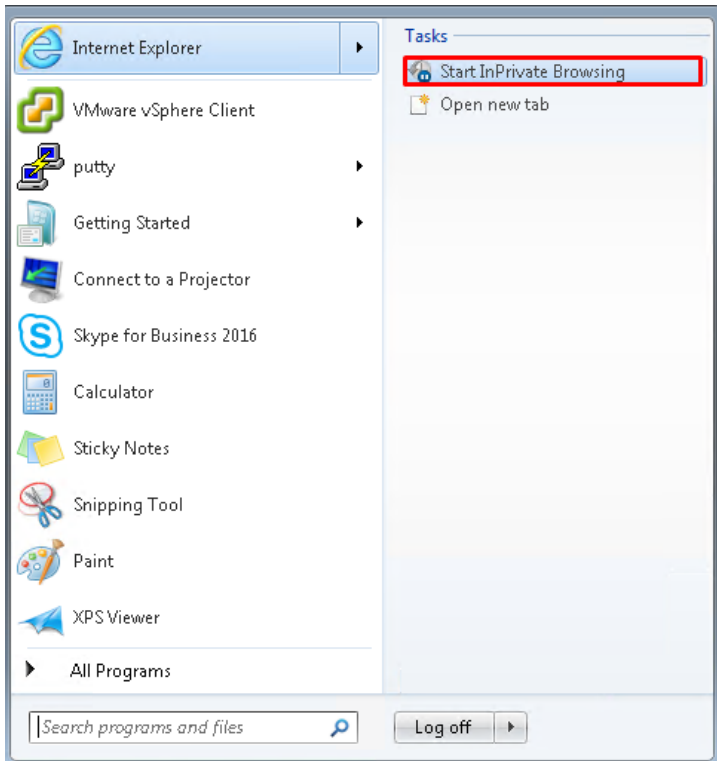 Internet Explorer
VMware vSphere Client
putty
Getting Started
Connect to a Projector
Skype for Business 2016
Calculator
Sticky Notes
Snipping Tool
Paint
XPS Viewer
All Programs
Search programs and files
Tasks
Start InPrivate Browsing
Open new tab
Log off